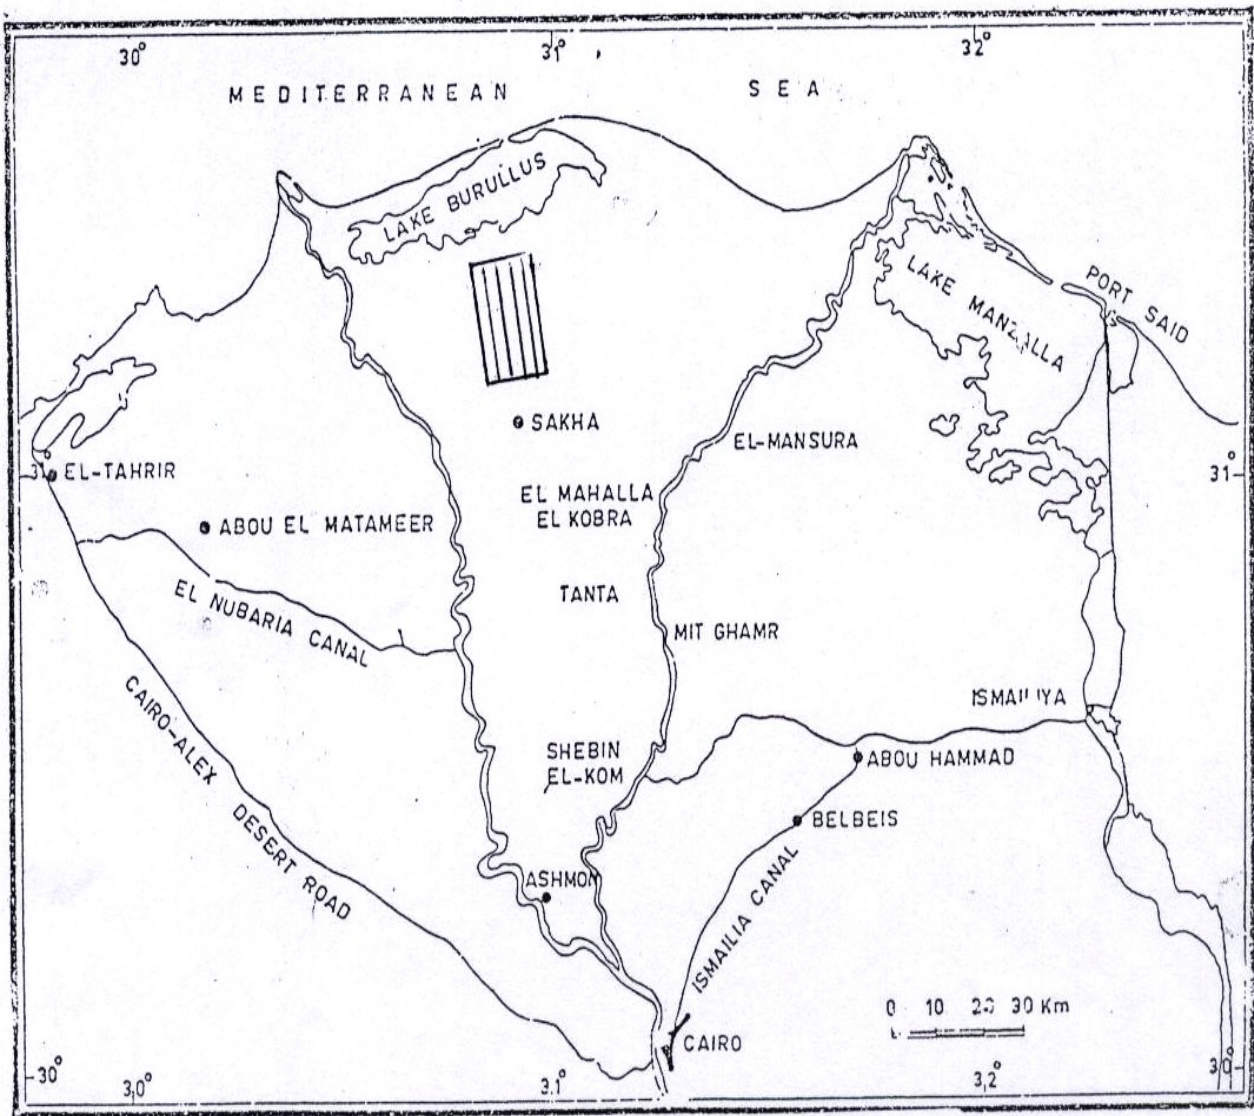 30°
31°
32°
MEDITERRANEAN SEA
LAKE BURULLUS
LAKE MANZALLA
PORT SAID
SAKHA
EL-MANSURA
31°
EL-TAHRIR
31°
EL MAHALLA
EL KOBRA
ABOU EL MATAMEER
TANTA
EL NUBARIA CANAL
MIT GHAMR
CAIRO-ALEX DESERT ROAD
ISMAILIYA
SHEBIN
EL-KOM
ABOU HAMMAD
BELBEIS
ASHMON
ISMAILIA CANAL
0 10 20 30 Km
CAIRO
30°
30°
30°
31°
32°